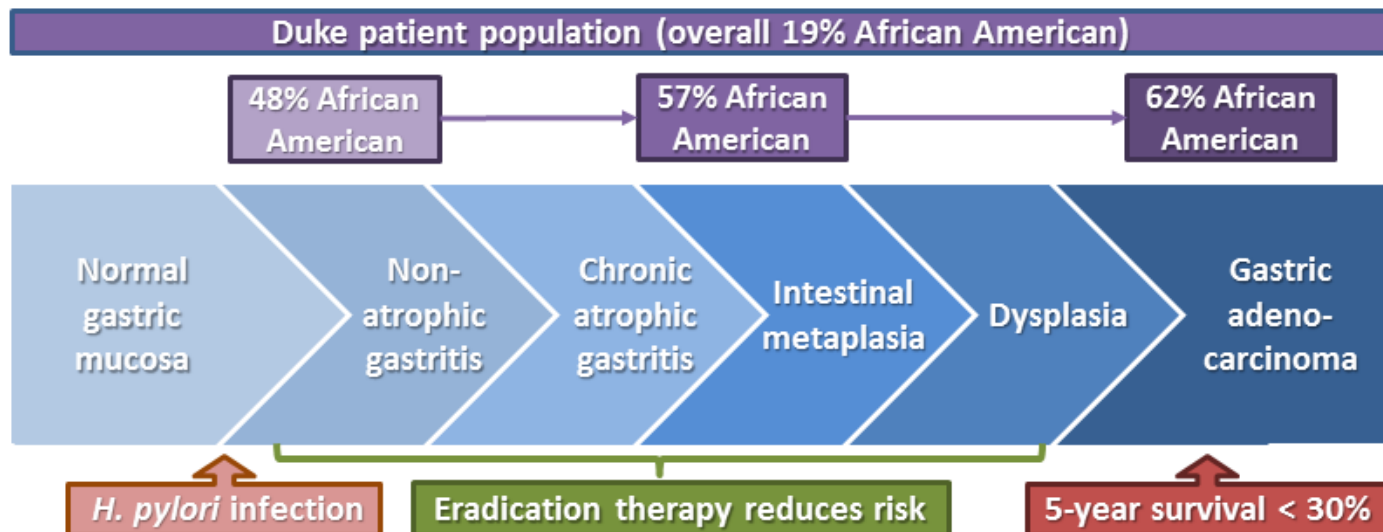 Duke patient population (overall 19% African American)
48% African
American
57% African
American
62% African
American
Normal
gastric
mucosa
Non-
atrophic
gastritis
Chronic
atrophic
gastritis
Intestinal
metaplasia
Dysplasia
Gastric
adeno-
carcinoma
H. pylori infection
Eradication therapy reduces risk
5-year survival < 30%